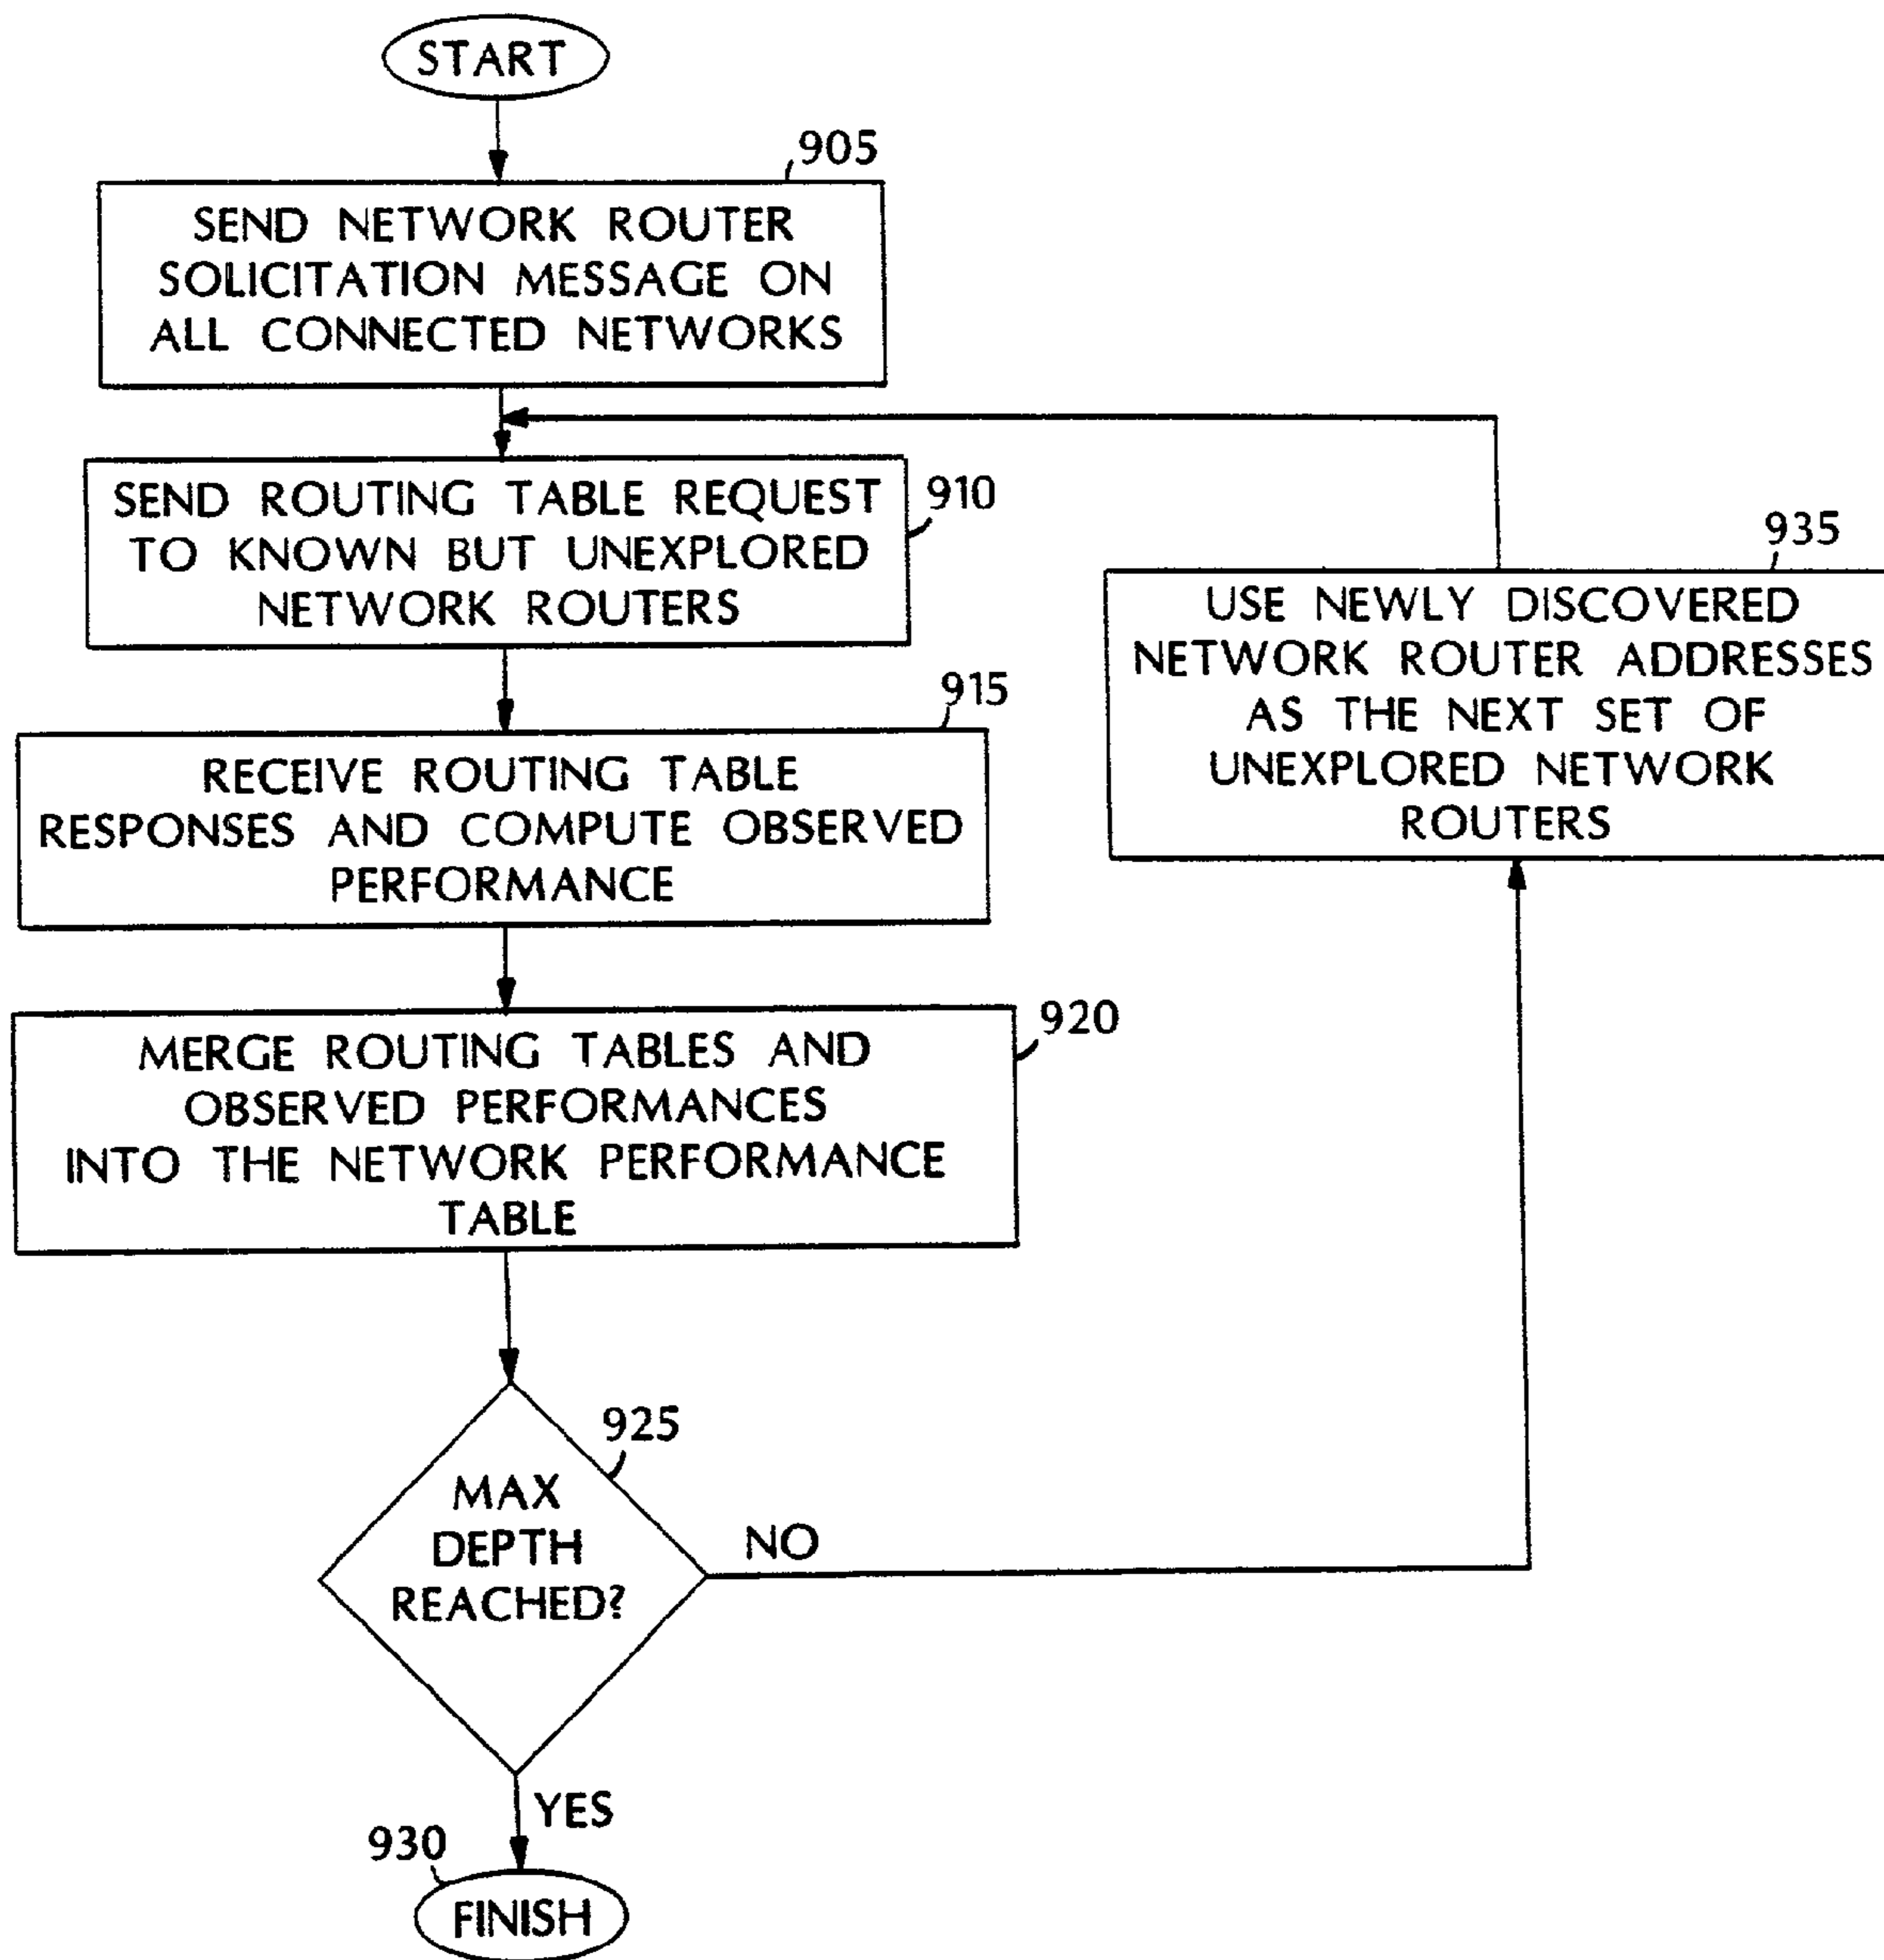 START
905
SEND NETWORK ROUTER
SOLICITATION MESSAGE ON
ALL CONNECTED NETWORKS
910
SEND ROUTING TABLE REQUEST
TO KNOWN BUT UNEXPLORED
NETWORK ROUTERS
935
USE NEWLY DISCOVERED
NETWORK ROUTER ADDRESSES
AS THE NEXT SET OF
UNEXPLORED NETWORK
ROUTERS
915
RECEIVE ROUTING TABLE
RESPONSES AND COMPUTE OBSERVED
PERFORMANCE
920
MERGE ROUTING TABLES AND
OBSERVED PERFORMANCES
INTO THE NETWORK PERFORMANCE
TABLE
925
MAX
DEPTH
REACHED?
NO
YES
930
FINISH